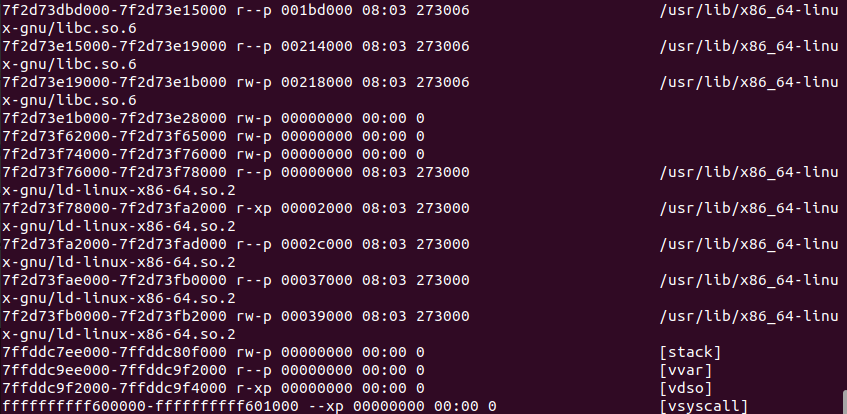 7f2d73dbd000-7f2d73e15000 r--p 001bd000 08:03 273006                     /usr/lib/x86_64-linu
x-gnu/libc.so.6
7f2d73e15000-7f2d73e19000 r--p 00214000 08:03 273006                     /usr/lib/x86_64-linu
x-gnu/libc.so.6
7f2d73e19000-7f2d73e1b000 rw-p 00218000 08:03 273006                     /usr/lib/x86_64-linu
x-gnu/libc.so.6
7f2d73e1b000-7f2d73e28000 rw-p 00000000 00:00 0
7f2d73f62000-7f2d73f65000 rw-p 00000000 00:00 0
7f2d73f74000-7f2d73f76000 rw-p 00000000 00:00 0
7f2d73f76000-7f2d73f78000 r--p 00000000 08:03 273000                     /usr/lib/x86_64-linu
x-gnu/ld-linux-x86-64.so.2
7f2d73f78000-7f2d73fa2000 r-xp 00002000 08:03 273000                     /usr/lib/x86_64-linu
x-gnu/ld-linux-x86-64.so.2
7f2d73fa2000-7f2d73fad000 r--p 0002c000 08:03 273000                     /usr/lib/x86_64-linu
x-gnu/ld-linux-x86-64.so.2
7f2d73fae000-7f2d73fb0000 r--p 00037000 08:03 273000                     /usr/lib/x86_64-linu
x-gnu/ld-linux-x86-64.so.2
7f2d73fb0000-7f2d73fb2000 rw-p 00039000 08:03 273000                     /usr/lib/x86_64-linu
x-gnu/ld-linux-x86-64.so.2
7ffddc7ee000-7ffddc80f000 rw-p 00000000 00:00 0                          [stack]
7ffddc9ee000-7ffddc9f2000 r--p 00000000 00:00 0                          [vvar]
7ffddc9f2000-7ffddc9f4000 r-xp 00000000 00:00 0                          [vdso]
ffffffffff600000-ffffffffff601000 --xp 00000000 00:00 0                  [vsyscall]